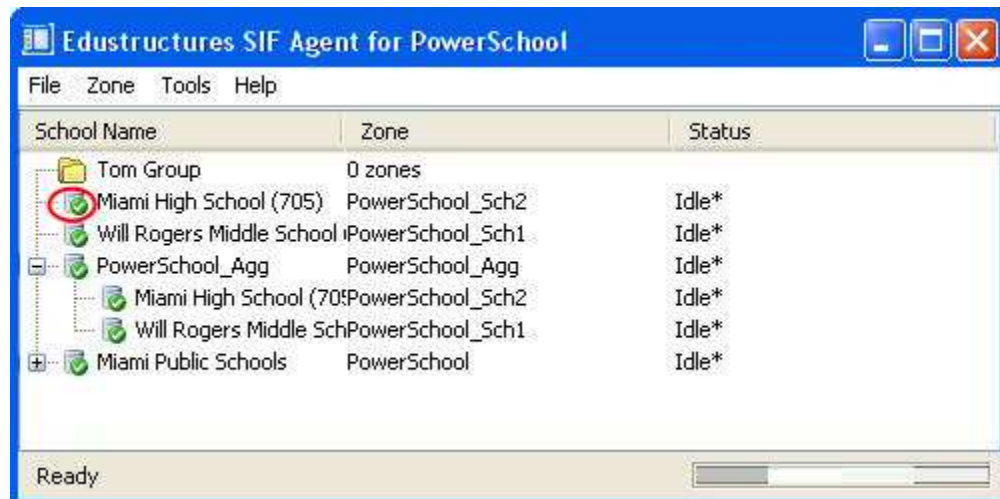 Edustructures SIF Agent for PowerSchool
File Zone Tools Help
School Name Zone Status
Tom Group 0 zones
Miami High School (705) PowerSchool_Sch2 Idle*
Will Rogers Middle School PowerSchool_Sch1 Idle*
PowerSchool_Agg PowerSchool_Agg Idle*
Miami High School (705 PowerSchool_Sch2 Idle*
Will Rogers Middle Sch PowerSchool_Sch1 Idle*
Miami Public Schools PowerSchool Idle*
Ready